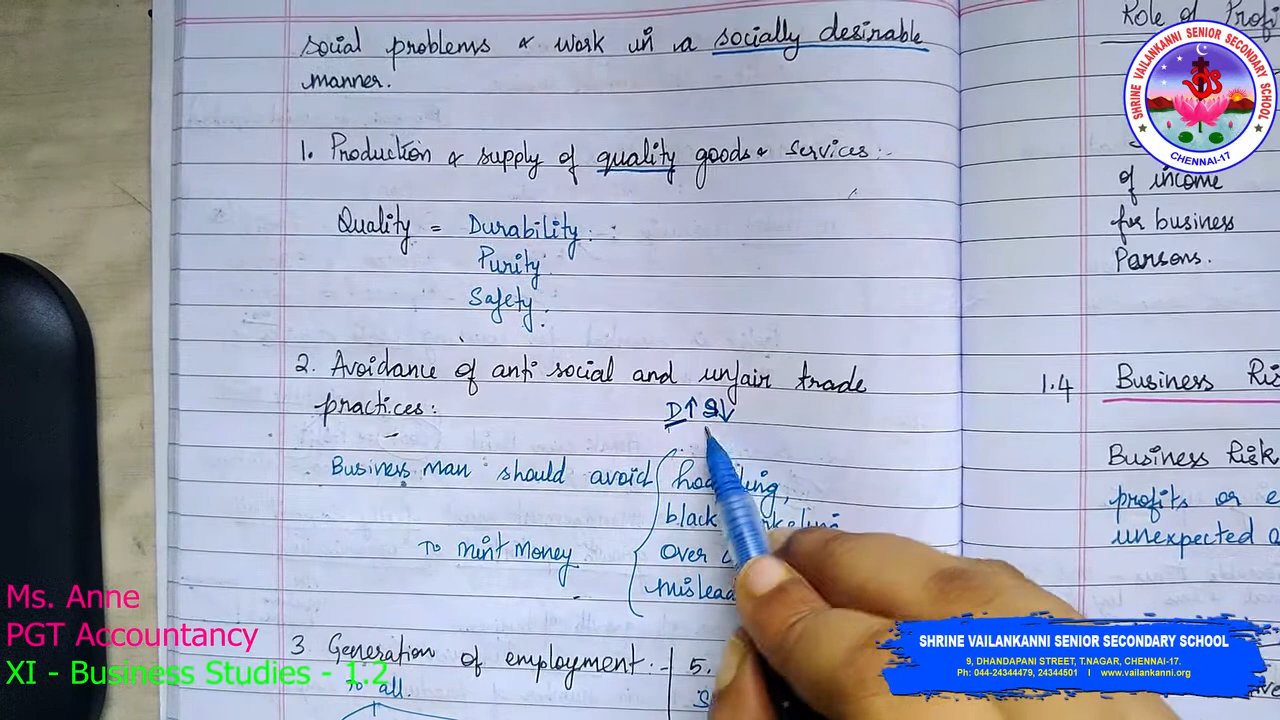 social problems & work in a socially desirable
manner.
1. Production & supply of quality goods & services:-
Quality = Durability:
Purity
Safety:
2. Avoidance of anti social and unfair trade
practices:
D↑ S↓
Business man should avoid
To mint money
hoarding,
black
over
3 Generation of employment:-
to all.
5.
Role of
of income
for business
Persons.
1.4 Business
Business Risk
profits or
unexpected
SHRINE VAILANKANNI SENIOR SECONDARY SCHOOL
CHENNAI-17
Ms. Anne
PGT Accountancy
XI - Business Studies - 1.2
SHRINE VAILANKANNI SENIOR SECONDARY SCHOOL
9, DHANDAPANI STREET, T.NAGAR, CHENNAI-17.
Ph: 044-24344479, 24344501 I www.vailankanni.org